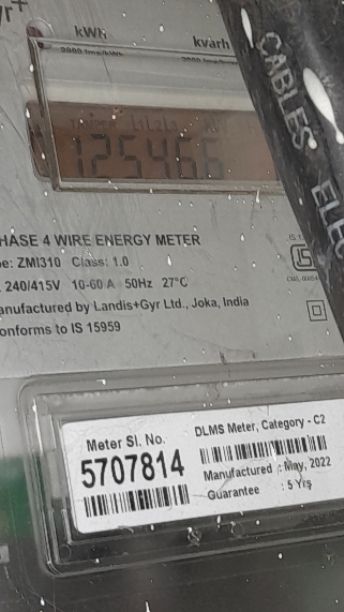 yr+
kWh kvarh
125466
HASE 4 WIRE ENERGY METER
e: ZMI310 Class: 1.0
240/415V 10-60 A 50Hz 27°C
anufactured by Landis+Gyr Ltd., Joka, India
onforms to IS 15959
CABLES ELEC
Meter Sl. No.
5707814
DLMS Meter, Category - C2
Manufactured : May, 2022
Guarantee : 5 Yrs